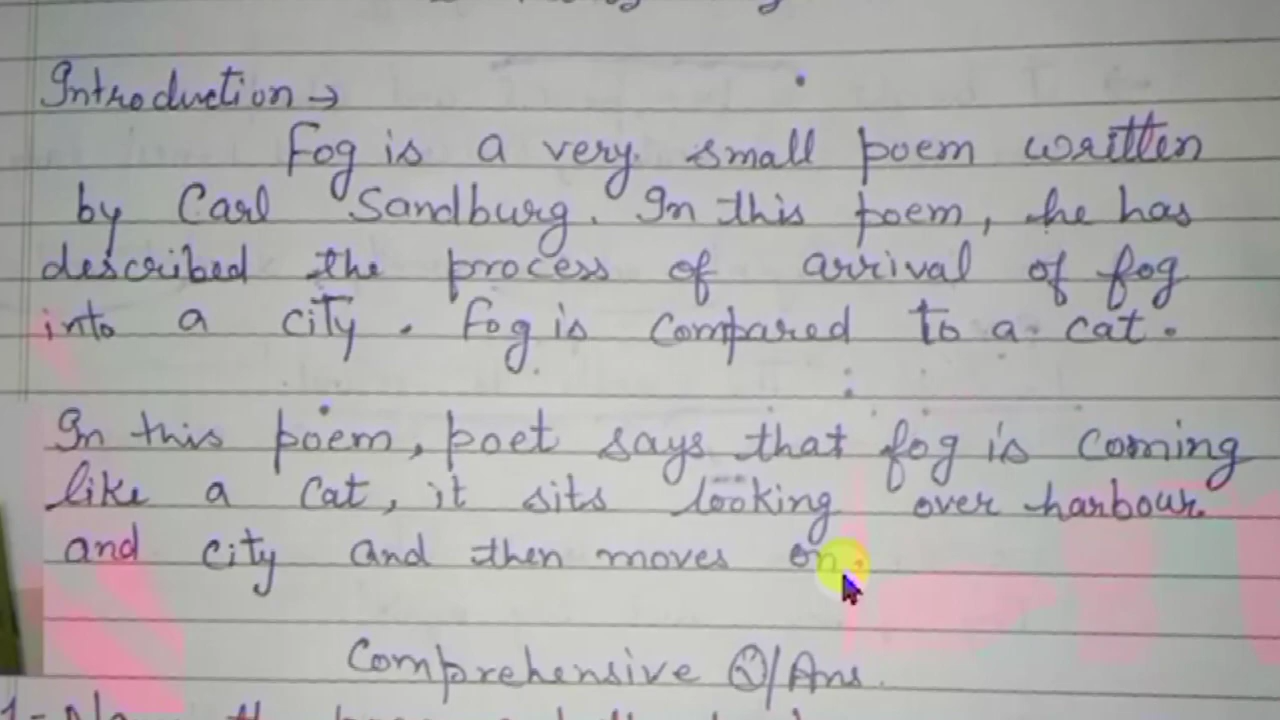 Introduction →
Fog is a very small poem written
by Carl Sandburg. In this poem, he has
described the process of arrival of fog
into a city. Fog is compared to a cat.
In this poem, poet says that fog is coming
like a cat, it sits looking over harbour
and city and then moves on.
Comprehensive Q/Ans.